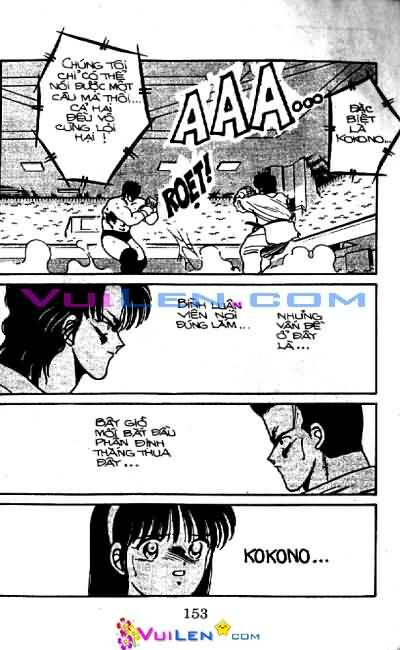 CHÚNG TÔI
CHỈ CÓ THỂ
NÓI ĐƯỢC MỘT
CÂU MÀ THÔI...
CẢ HAI
ĐỀU VÔ
CÙNG LỢI
HẠI !
AAA...
ĐẶC
BIỆT
LÀ
KOKONO...
ROẸT!
BÌNH LUẬN
VIÊN NÓI
ĐÚNG LẮM...
NHƯNG
VẤN ĐỀ
Ở ĐÂY
LÀ...
VUILEN.COM
BÂY GIỜ
MỚI BẮT ĐẦU
PHÂN ĐỊNH
THẮNG THUA
ĐÂY...
KOKONO...
153
VUILEN.COM